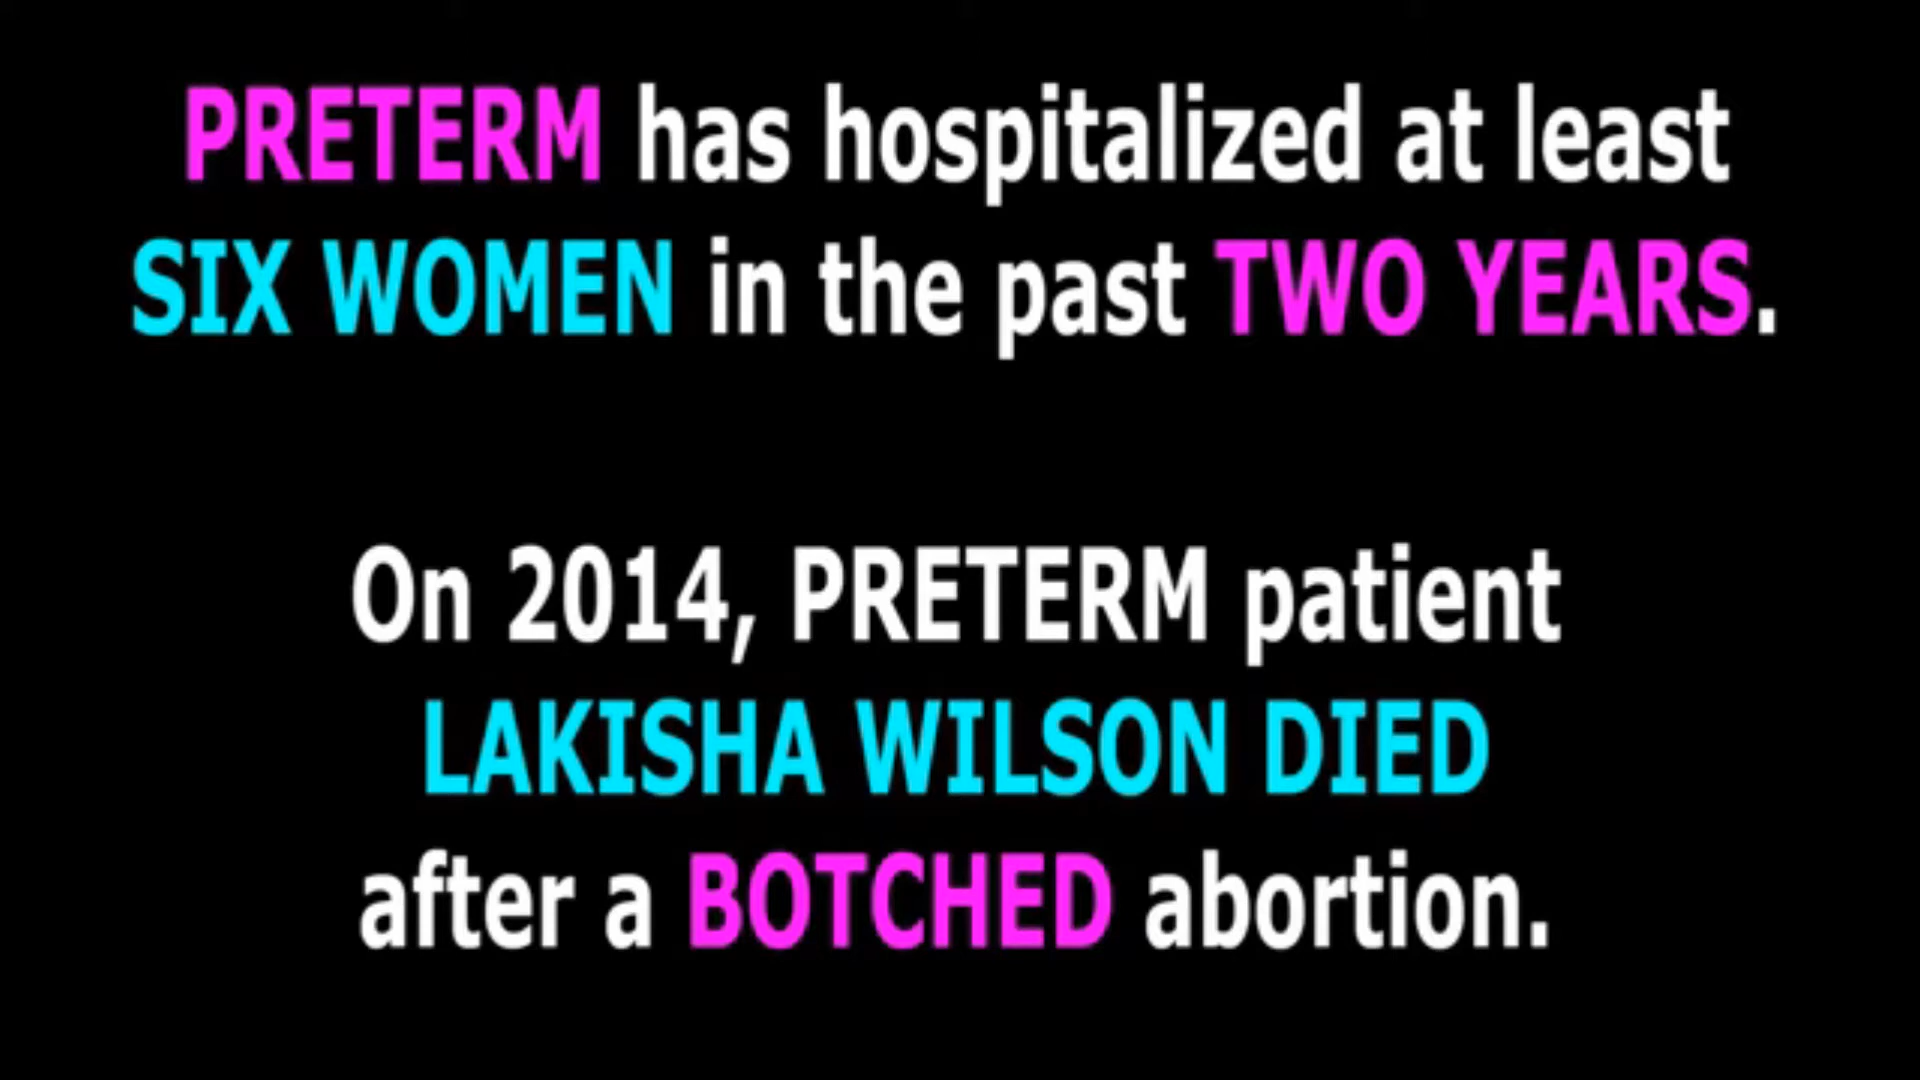 PRETERM has hospitalized at least
SIX WOMEN in the past TWO YEARS.
On 2014, PRETERM patient
LAKISHA WILSON DIED
after a BOTCHED abortion.